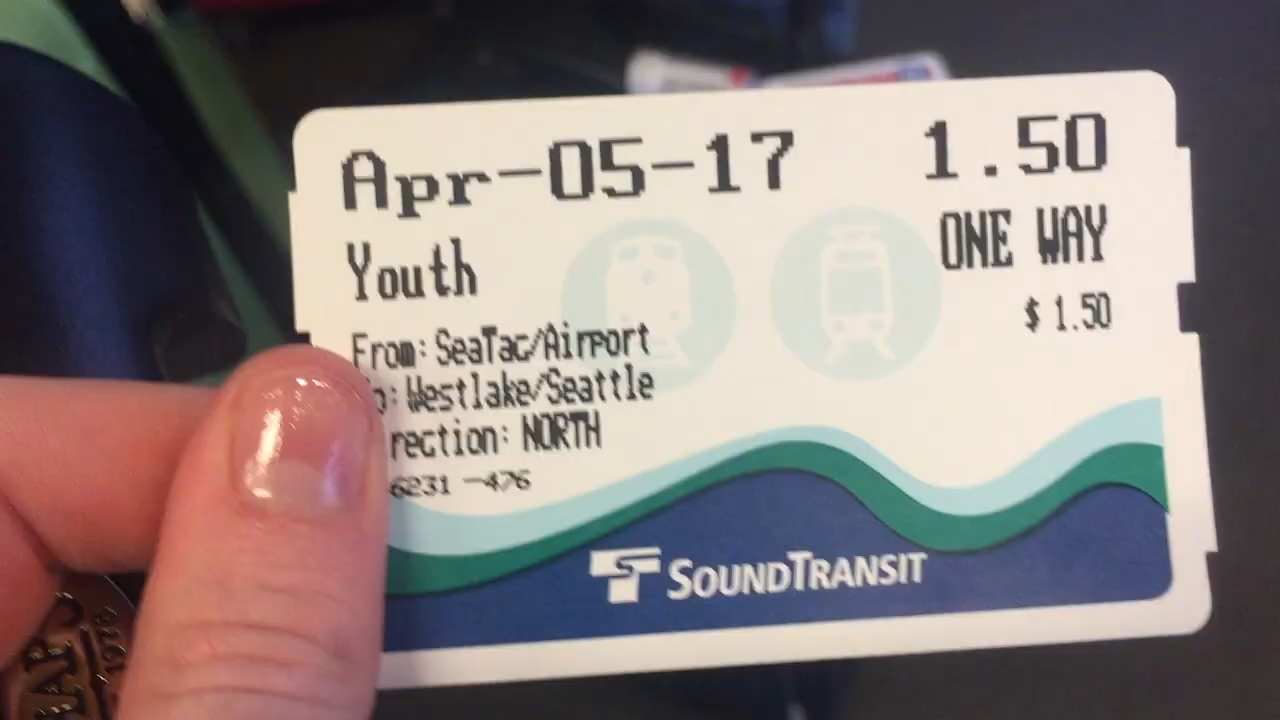 Apr-05-17 1.50
Youth ONE WAY
$ 1.50
From: SeaTac/Airport
o: Westlake/Seattle
rection: NORTH
6231 -476
SOUNDTRANSIT
1978